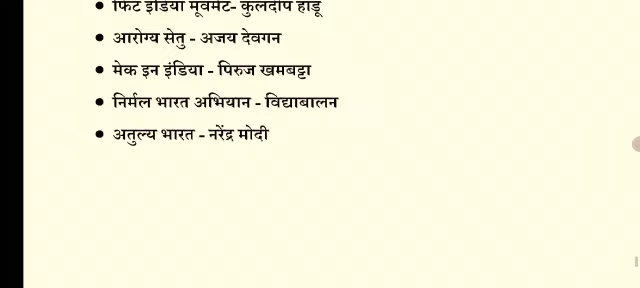 फिट इंडिया मूवमेंट- कुलदीप हांडू
• आरोग्य सेतु - अजय देवगन
• मेक इन इंडिया - पिरुज खमबट्टा
• निर्मल भारत अभियान - विद्याबालन
• अतुल्य भारत - नरेंद्र मोदी